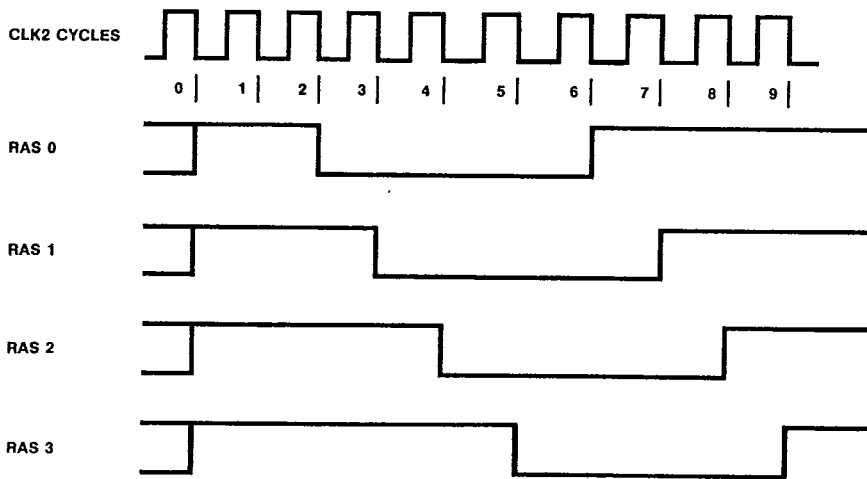 CLK2 CYCLES
0 1 2 3 4 5 6 7 8 9
RAS 0
RAS 1
RAS 2
RAS 3